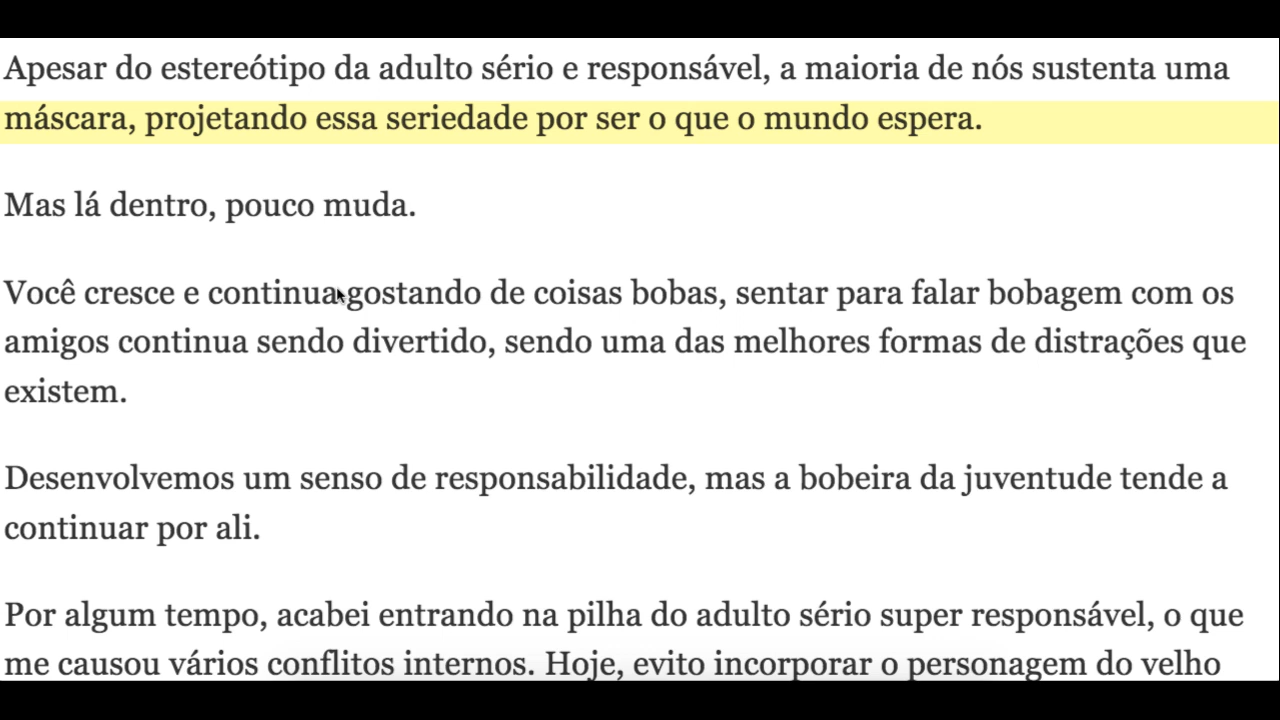 Apesar do estereótipo da adulto sério e responsável, a maioria de nós sustenta uma
máscara, projetando essa seriedade por ser o que o mundo espera.
Mas lá dentro, pouco muda.
Você cresce e continua gostando de coisas bobas, sentar para falar bobagem com os
amigos continua sendo divertido, sendo uma das melhores formas de distrações que
existem.
Desenvolvemos um senso de responsabilidade, mas a bobeira da juventude tende a
continuar por ali.
Por algum tempo, acabei entrando na pilha do adulto sério super responsável, o que
me causou vários conflitos internos. Hoje, evito incorporar o personagem do velho